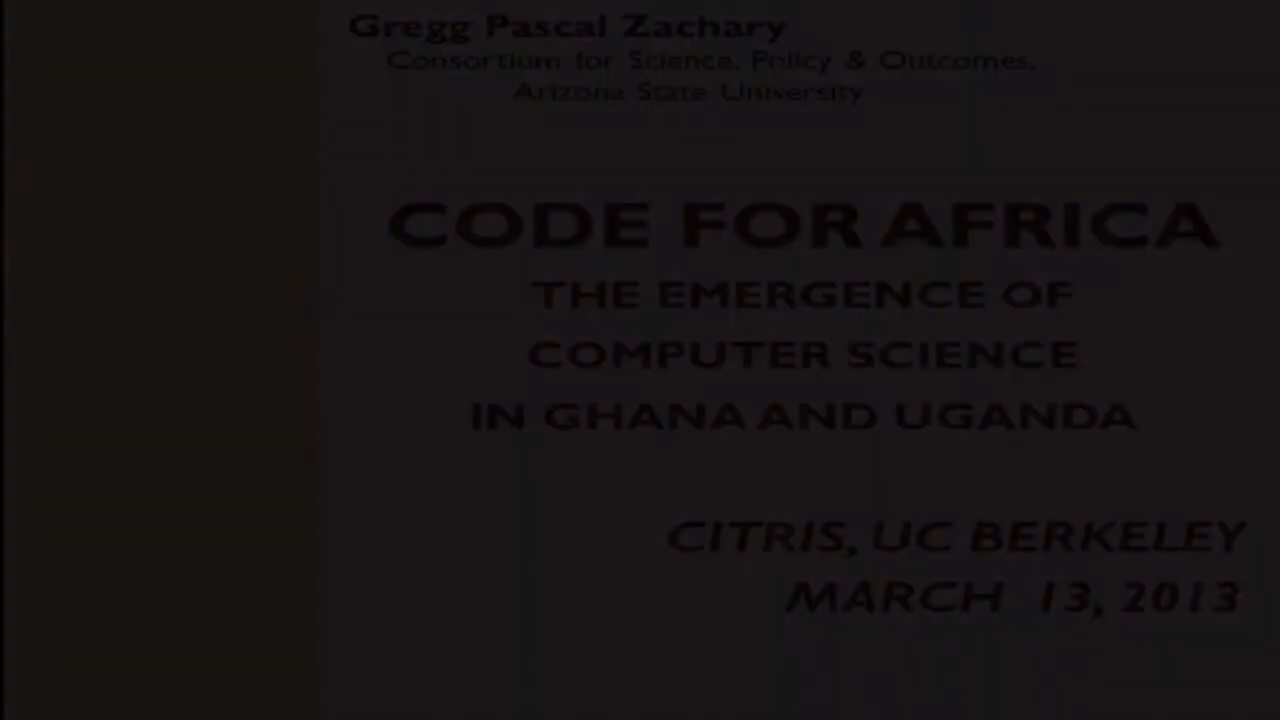 Gregg Pascal Zachary
Consortium for Science, Policy & Outcomes,
Arizona State University
CODE FOR AFRICA
THE EMERGENCE OF
COMPUTER SCIENCE
IN GHANA AND UGANDA
CITRIS, UC BERKELEY
MARCH 13, 2013